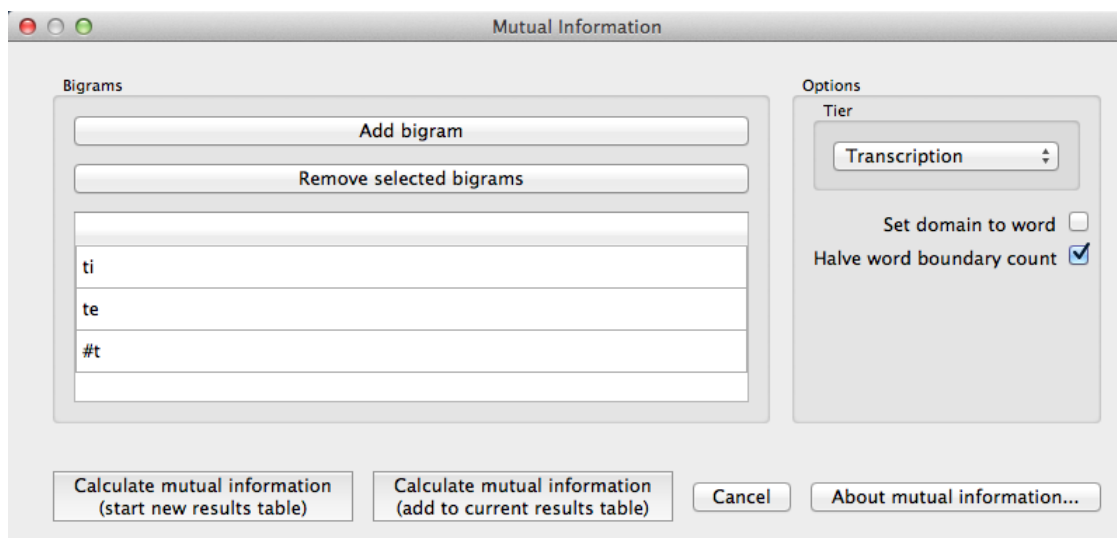 Mutual Information
Bigrams
Add bigram
Remove selected bigrams
ti
te
#t
Options
Tier
Transcription
Set domain to word
Halve word boundary count
Calculate mutual information
(start new results table)
Calculate mutual information
(add to current results table)
Cancel
About mutual information...